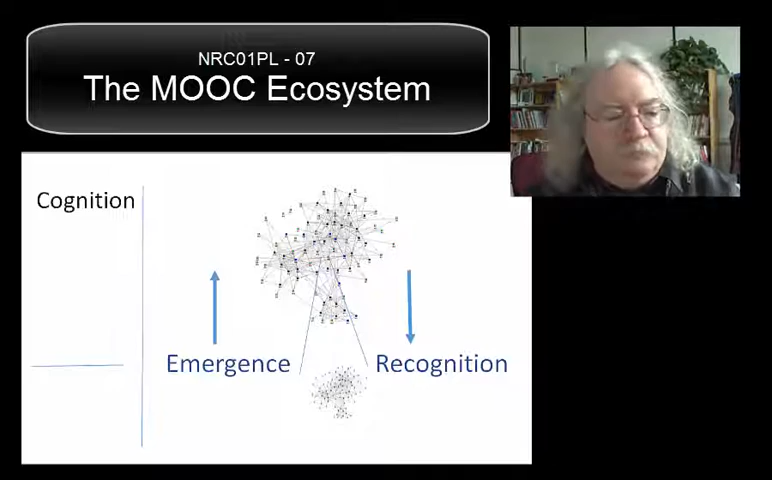 NRC01PL - 07
The MOOC Ecosystem
Cognition
Emergence
Recognition